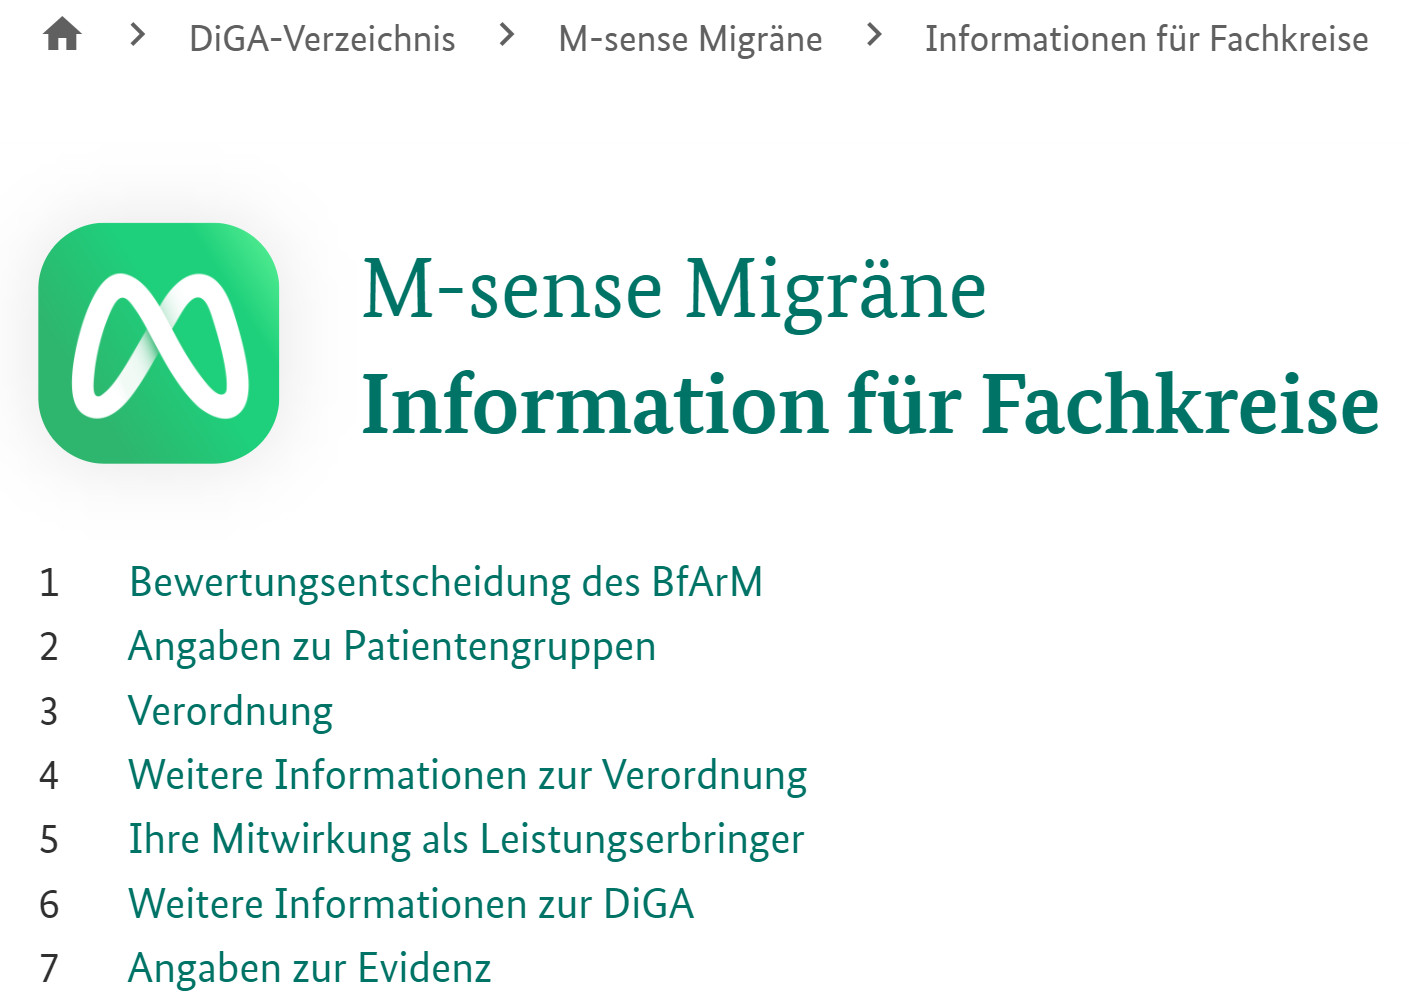 DiGA-Verzeichnis > M-sense Migräne > Informationen für Fachkreise
M-sense Migräne
Information für Fachkreise
1 Bewertungsentscheidung des BfArM
2 Angaben zu Patientengruppen
3 Verordnung
4 Weitere Informationen zur Verordnung
5 Ihre Mitwirkung als Leistungserbringer
6 Weitere Informationen zur DiGA
7 Angaben zur Evidenz